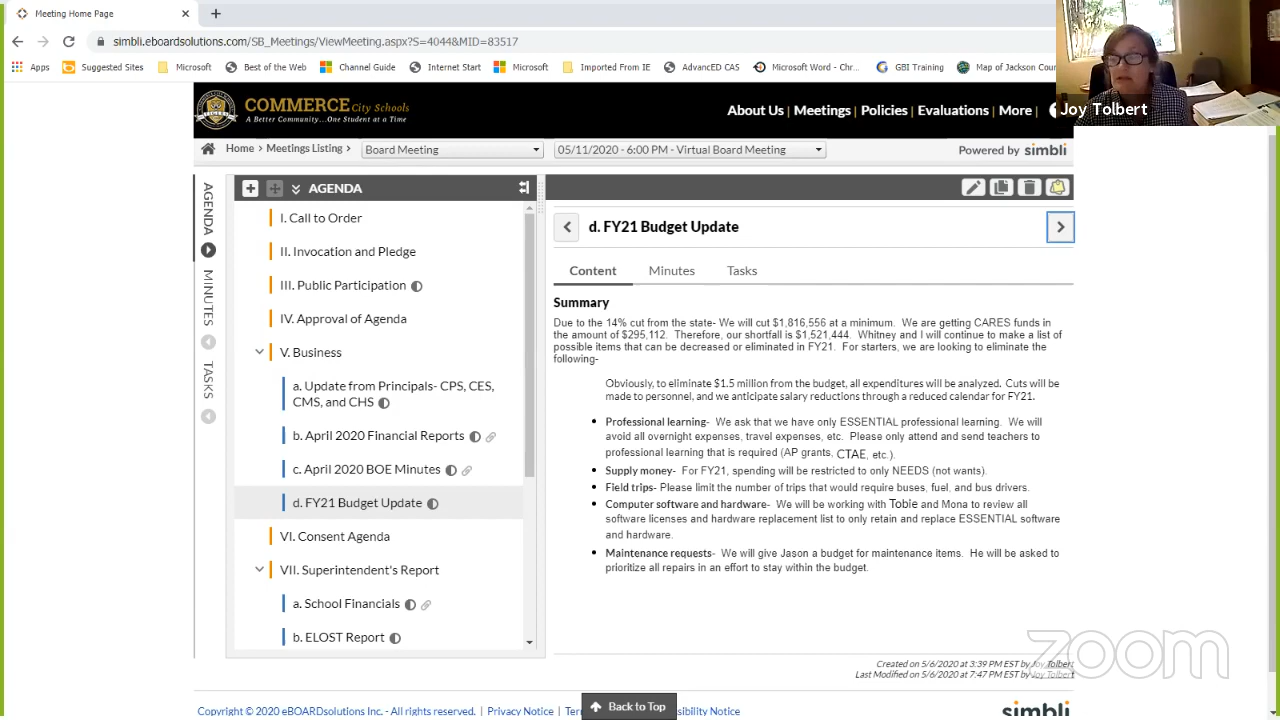 Meeting Home Page
simbli.eboardsolutions.com/SB_Meetings/ViewMeeting.aspx?S=4044&MID=83517
Apps Suggested Sites Microsoft Best of the Web Channel Guide Internet Start Microsoft Imported From IE AdvancED CAS Microsoft Word - Chr... GBI Training Map of Jackson Cou
Joy Tolbert
COMMERCE City Schools
A Better Community...One Student at a Time
About Us Meetings Policies Evaluations More
Home > Meetings Listing > Board Meeting 05/11/2020 - 6:00 PM - Virtual Board Meeting Powered by simbli
AGENDA
MINUTES
TASKS
AGENDA
I. Call to Order
II. Invocation and Pledge
III. Public Participation
IV. Approval of Agenda
V. Business
a. Update from Principals- CPS, CES,
CMS, and CHS
b. April 2020 Financial Reports
c. April 2020 BOE Minutes
d. FY21 Budget Update
VI. Consent Agenda
VII. Superintendent's Report
a. School Financials
b. ELOST Report
d. FY21 Budget Update
Content Minutes Tasks
Summary
Due to the 14% cut from the state- We will cut $1,816,556 at a minimum. We are getting CARES funds in
the amount of $295,112. Therefore, our shortfall is $1,521,444. Whitney and I will continue to make a list of
possible items that can be decreased or eliminated in FY21. For starters, we are looking to eliminate the
following-
Obviously, to eliminate $1.5 million from the budget, all expenditures will be analyzed. Cuts will be
made to personnel, and we anticipate salary reductions through a reduced calendar for FY21.
• Professional learning- We ask that we have only ESSENTIAL professional learning. We will
avoid all overnight expenses, travel expenses, etc. Please only attend and send teachers to
professional learning that is required (AP grants, CTAE, etc.).
• Supply money- For FY21, spending will be restricted to only NEEDS (not wants).
• Field trips- Please limit the number of trips that would require buses, fuel, and bus drivers.
• Computer software and hardware- We will be working with Tobie and Mona to review all
software licenses and hardware replacement list to only retain and replace ESSENTIAL software
and hardware.
• Maintenance requests- We will give Jason a budget for maintenance items. He will be asked to
prioritize all repairs in an effort to stay within the budget.
Created on 5/6/2020 at 3:39 PM EST by Joy Tolbert
Last Modified on 5/6/2020 at 7:47 PM EST by Joy Tolbert
zoom
Back to Top
Copyright © 2020 eBOARDsolutions Inc. - All rights reserved. | Privacy Notice | Ter
sibility Notice
simbli